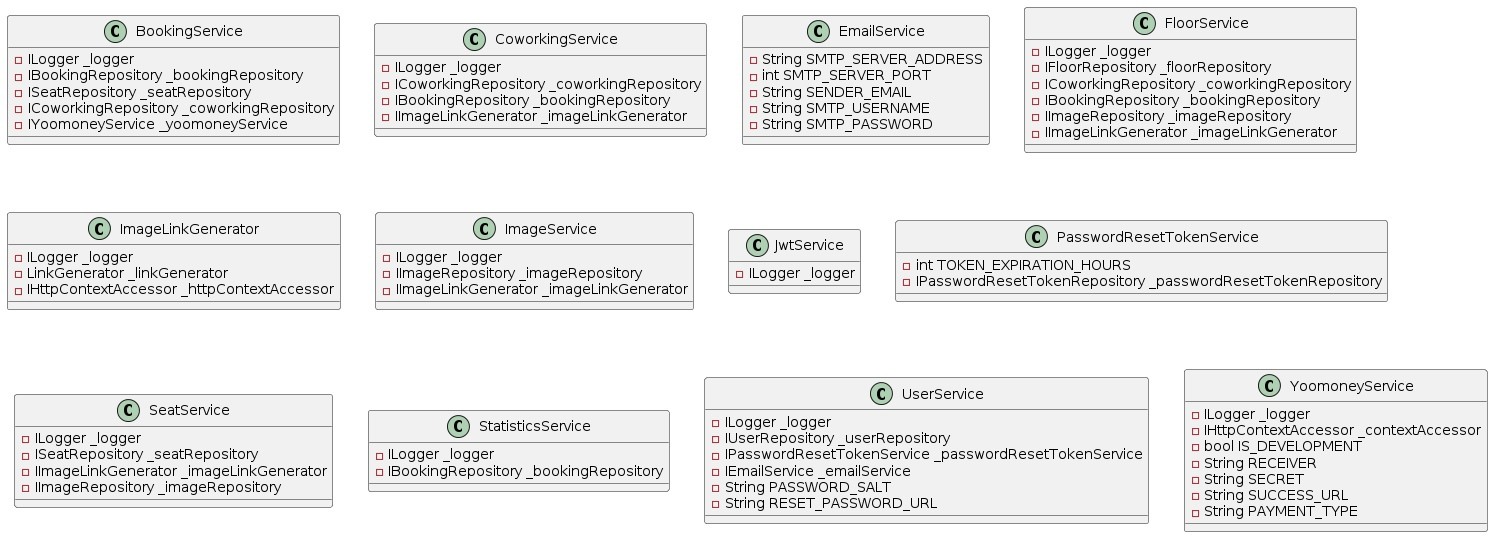 C BookingService
ILogger _logger
IBookingRepository _bookingRepository
ISeatRepository _seatRepository
ICoworkingRepository _coworkingRepository
IYoomoneyService _yoomoneyService
C CoworkingService
ILogger _logger
ICoworkingRepository _coworkingRepository
IBookingRepository _bookingRepository
IImageLinkGenerator _imageLinkGenerator
C EmailService
String SMTP_SERVER_ADDRESS
int SMTP_SERVER_PORT
String SENDER_EMAIL
String SMTP_USERNAME
String SMTP_PASSWORD
C FloorService
ILogger _logger
IFloorRepository _floorRepository
ICoworkingRepository _coworkingRepository
IBookingRepository _bookingRepository
IImageRepository _imageRepository
IImageLinkGenerator _imageLinkGenerator
C ImageLinkGenerator
ILogger _logger
LinkGenerator _linkGenerator
IHttpContextAccessor _httpContextAccessor
C ImageService
ILogger _logger
IImageRepository _imageRepository
IImageLinkGenerator _imageLinkGenerator
C JwtService
ILogger _logger
C PasswordResetTokenService
int TOKEN_EXPIRATION_HOURS
IPasswordResetTokenRepository _passwordResetTokenRepository
C SeatService
ILogger _logger
ISeatRepository _seatRepository
IImageLinkGenerator _imageLinkGenerator
IImageRepository _imageRepository
C StatisticsService
ILogger _logger
IBookingRepository _bookingRepository
C UserService
ILogger _logger
IUserRepository _userRepository
IPasswordResetTokenService _passwordResetTokenService
IEmailService _emailService
String PASSWORD_SALT
String RESET_PASSWORD_URL
C YoomoneyService
ILogger _logger
IHttpContextAccessor _contextAccessor
bool IS_DEVELOPMENT
String RECEIVER
String SECRET
String SUCCESS_URL
String PAYMENT_TYPE